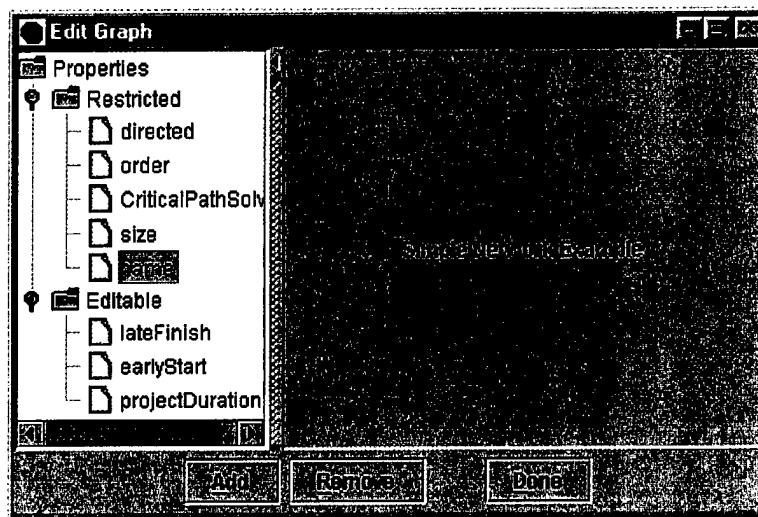 Edit Graph
Properties
Restricted
directed
order
CriticalPathSolv
size
name
Simple Network Example
Editable
lateFinish
earlyStart
projectDuration
Add Remove Done